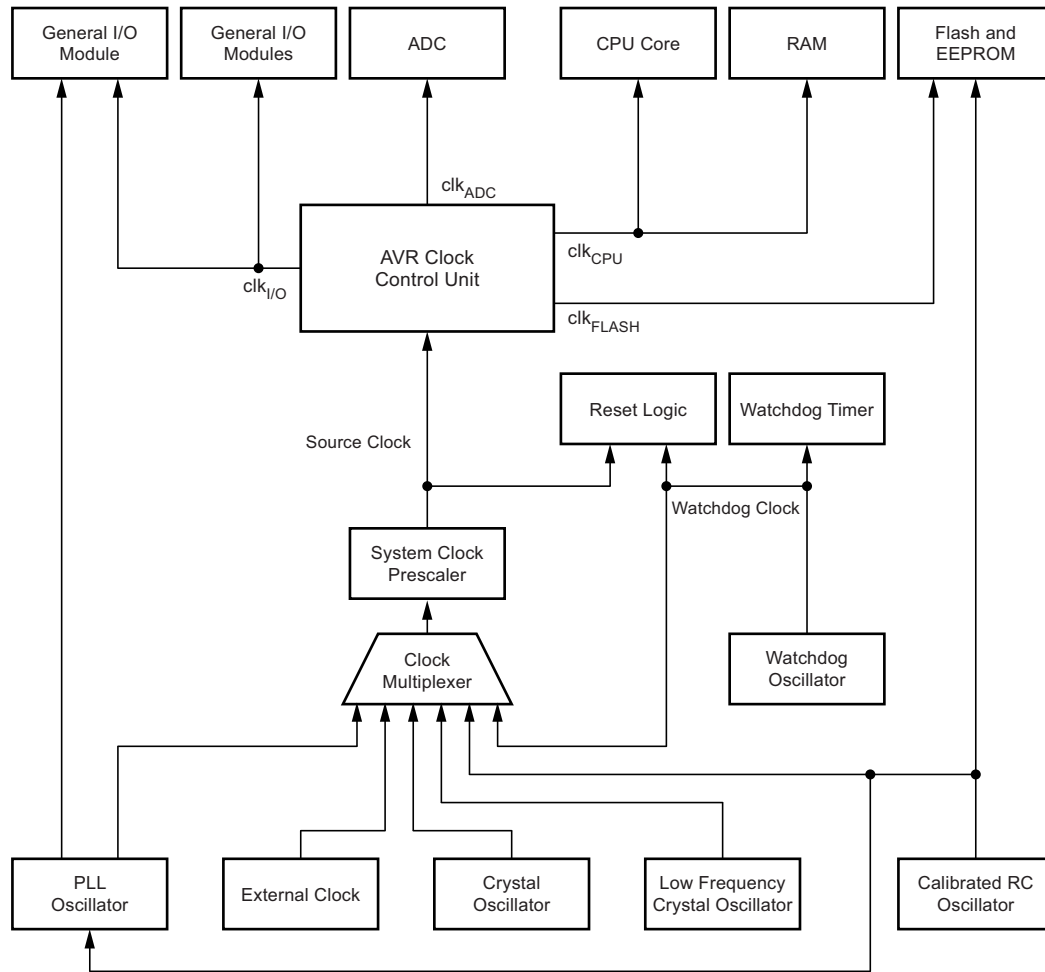 General I/O
Module
General I/O
Modules
ADC
CPU Core
RAM
Flash and
EEPROM
clkADC
AVR Clock
Control Unit
clkI/O
clkCPU
clkFLASH
Reset Logic
Watchdog Timer
Source Clock
Watchdog Clock
System Clock
Prescaler
Clock
Multiplexer
Watchdog
Oscillator
PLL
Oscillator
External Clock
Crystal
Oscillator
Low Frequency
Crystal Oscillator
Calibrated RC
Oscillator